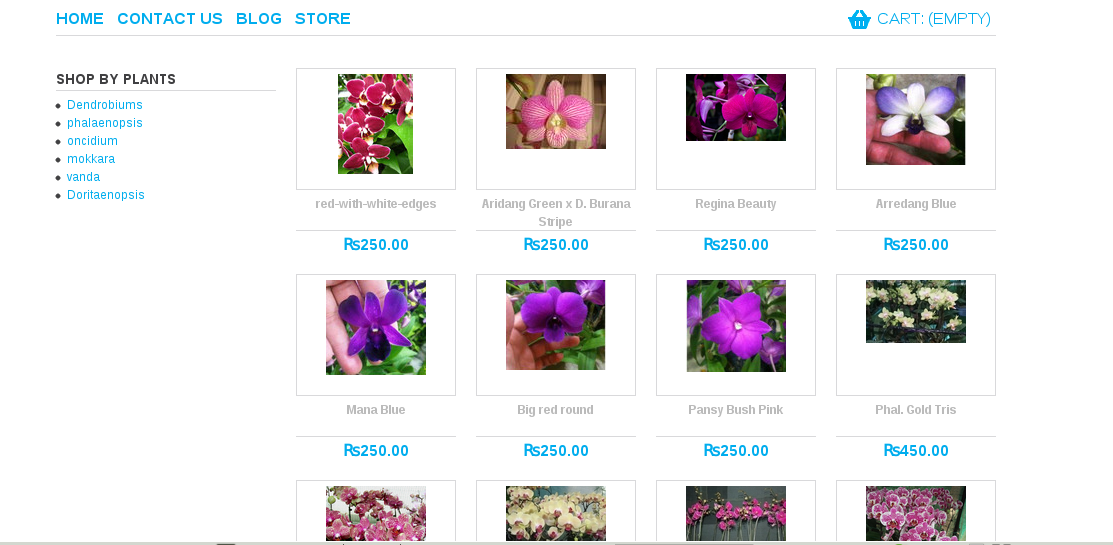 HOME CONTACT US BLOG STORE CART: (EMPTY)
SHOP BY PLANTS
Dendrobiums
phalaenopsis
oncidium
mokkara
vanda
Doritaenopsis
red-with-white-edges
Aridang Green x D. Burana
Stripe
Regina Beauty
Arredang Blue
₨250.00
₨250.00
₨250.00
₨250.00
Mana Blue
Big red round
Pansy Bush Pink
Phal. Gold Tris
₨250.00
₨250.00
₨250.00
₨450.00